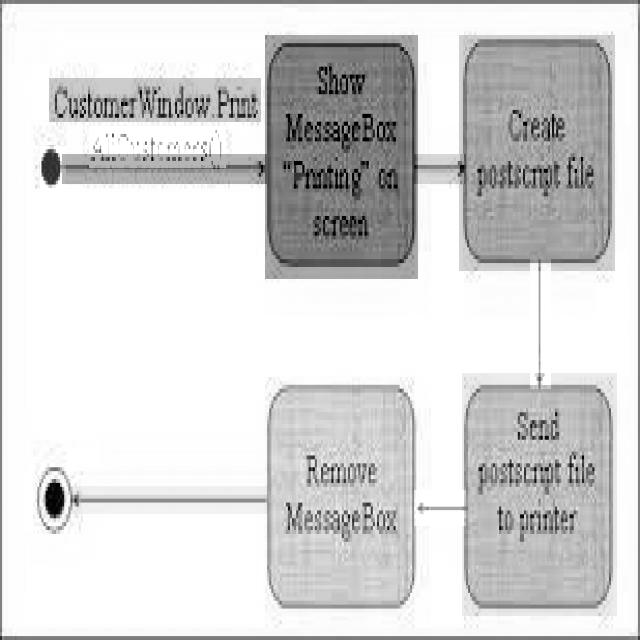 CustomerWindow.Print
AllCustomers()
Show
MessageBox
"Printing" on
screen
Create
postscript file
Send
postscript file
to printer
Remove
MessageBox